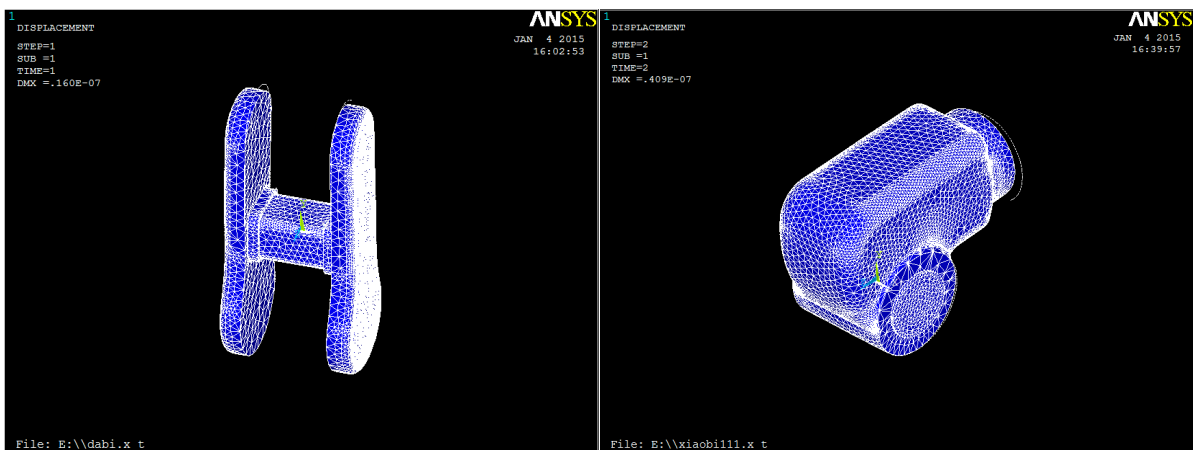 1
ANSYS
DISPLACEMENT
JAN 4 2015
STEP=1
16:02:53
SUB =1
TIME=1
DMX =.160E-07
File: E:\\dabi.x t
1
ANSYS
DISPLACEMENT
JAN 4 2015
STEP=2
16:39:57
SUB =1
TIME=2
DMX =.409E-07
File: E:\\xiaobi111.x t